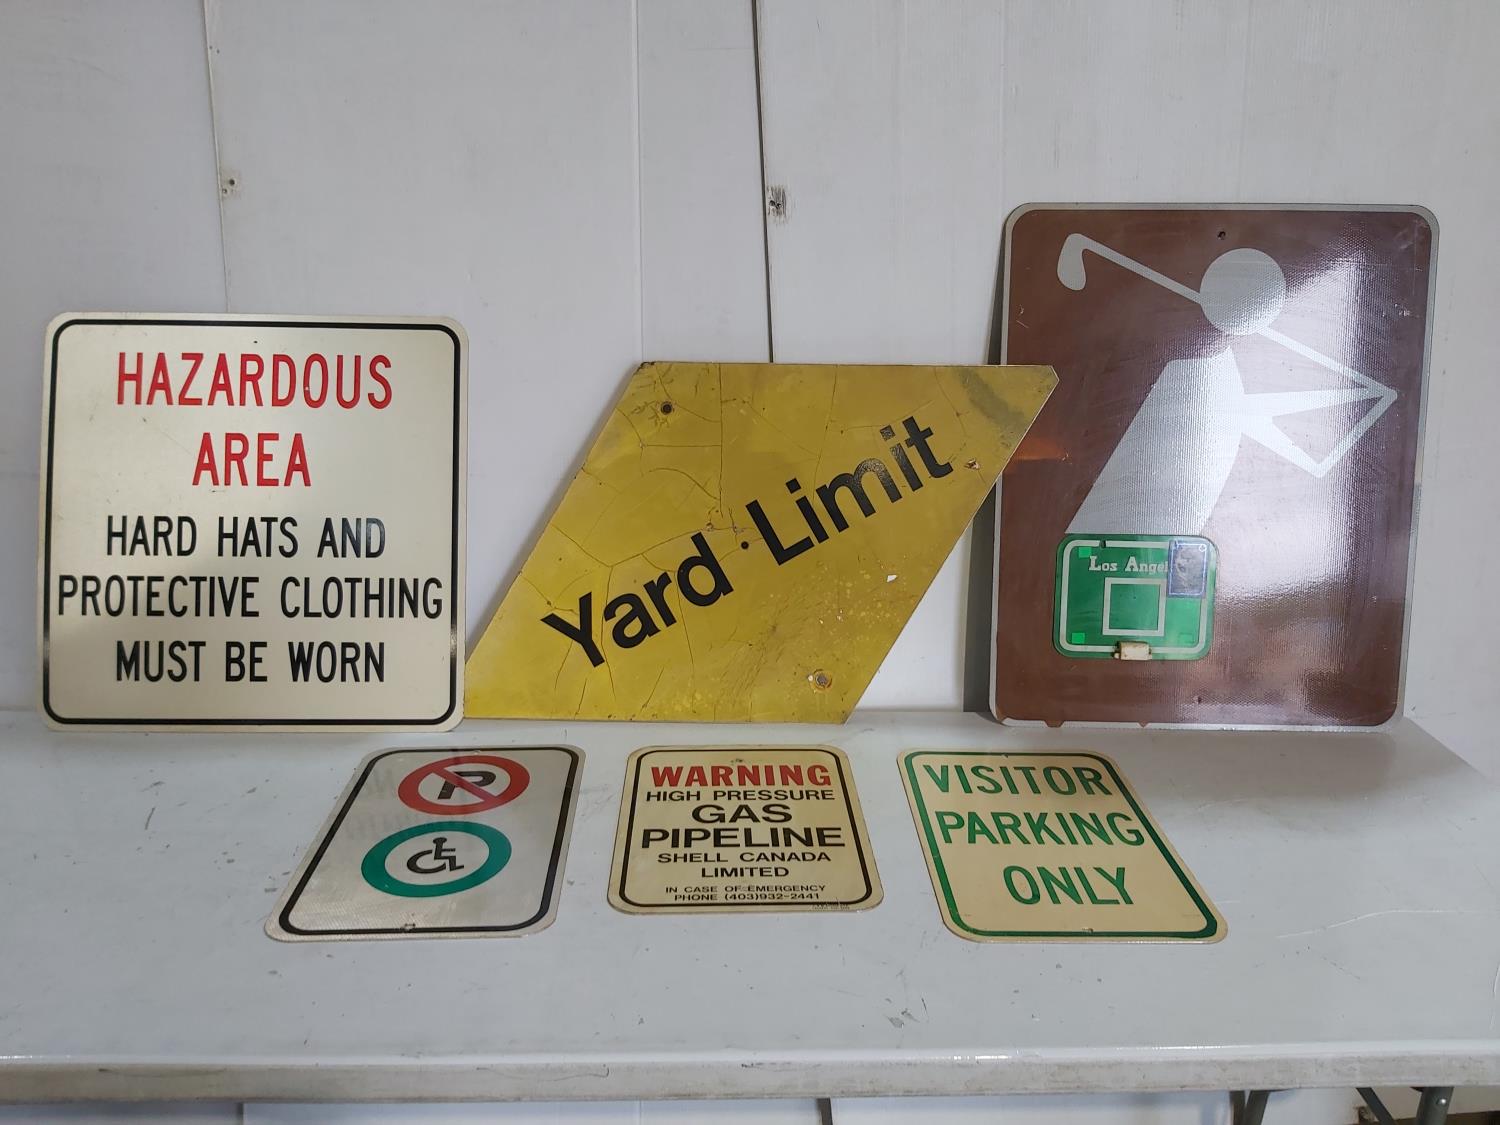 HAZARDOUS
AREA
HARD HATS AND
PROTECTIVE CLOTHING
MUST BE WORN
Yard Limit
Los
P
WARNING
HIGH PRESSURE
GAS
PIPELINE
SHELL CANADA
LIMITED
IN CASE OF EMERGENCY
PHONE (403)932-2441
VISITOR
PARKING
ONLY